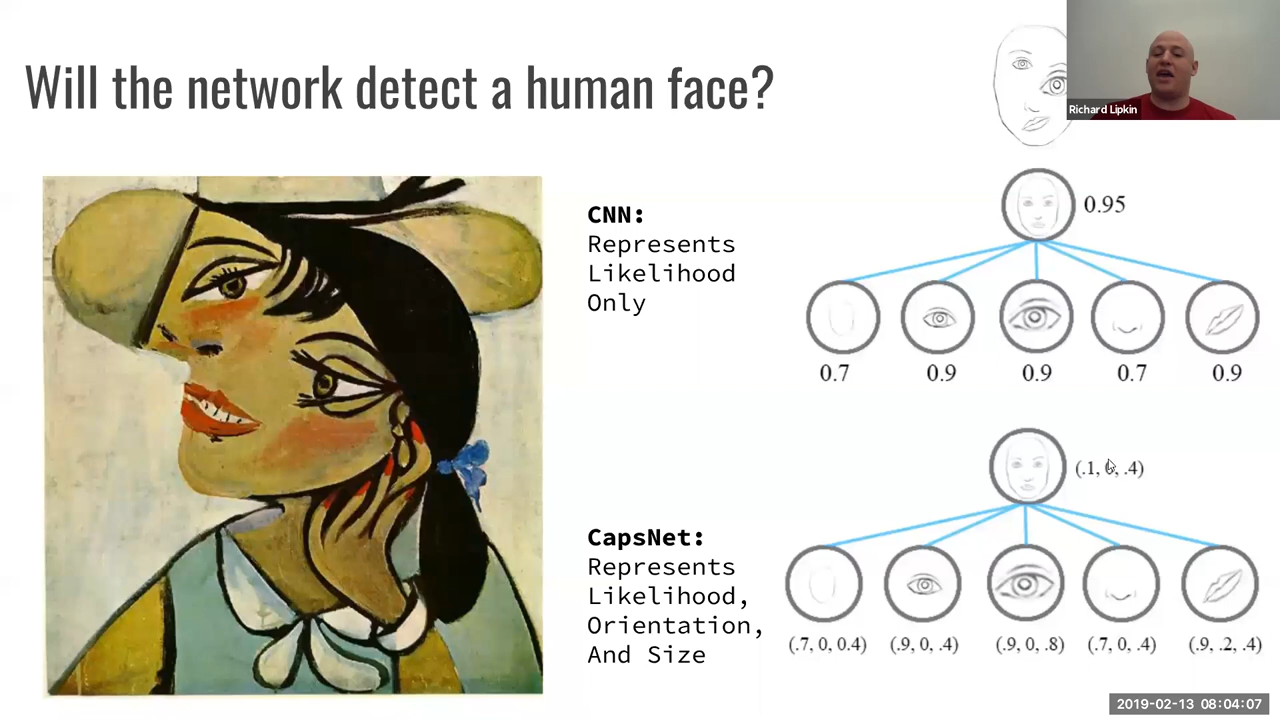 Will the network detect a human face?
Richard Lipkin
CNN:
Represents
Likelihood
Only
0.95
0.7 0.9 0.9 0.7 0.9
CapsNet:
Represents
Likelihood,
Orientation,
And Size
(.1, , .4)
(.7, 0, 0.4) (.9, 0, .4) (.9, 0, .8) (.7, 0, .4) (.9, .2, .4)
2019-02-13 08:04:07